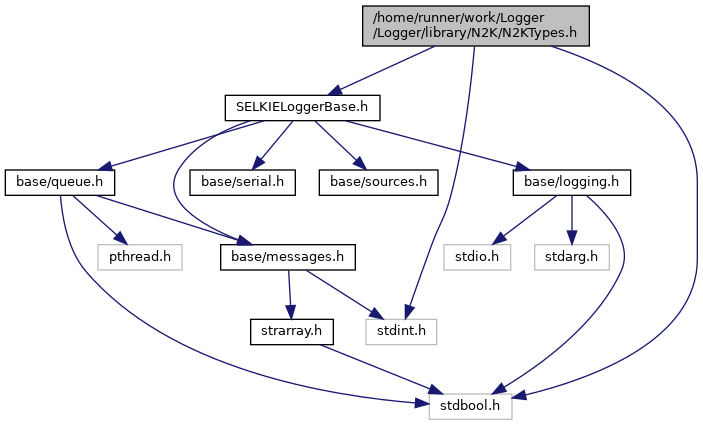 /home/runner/work/Logger
/Logger/library/N2K/N2KTypes.h
SELKIELoggerBase.h
base/queue.h
base/serial.h
base/sources.h
base/logging.h
pthread.h
base/messages.h
stdio.h
stdarg.h
strarray.h
stdint.h
stdbool.h